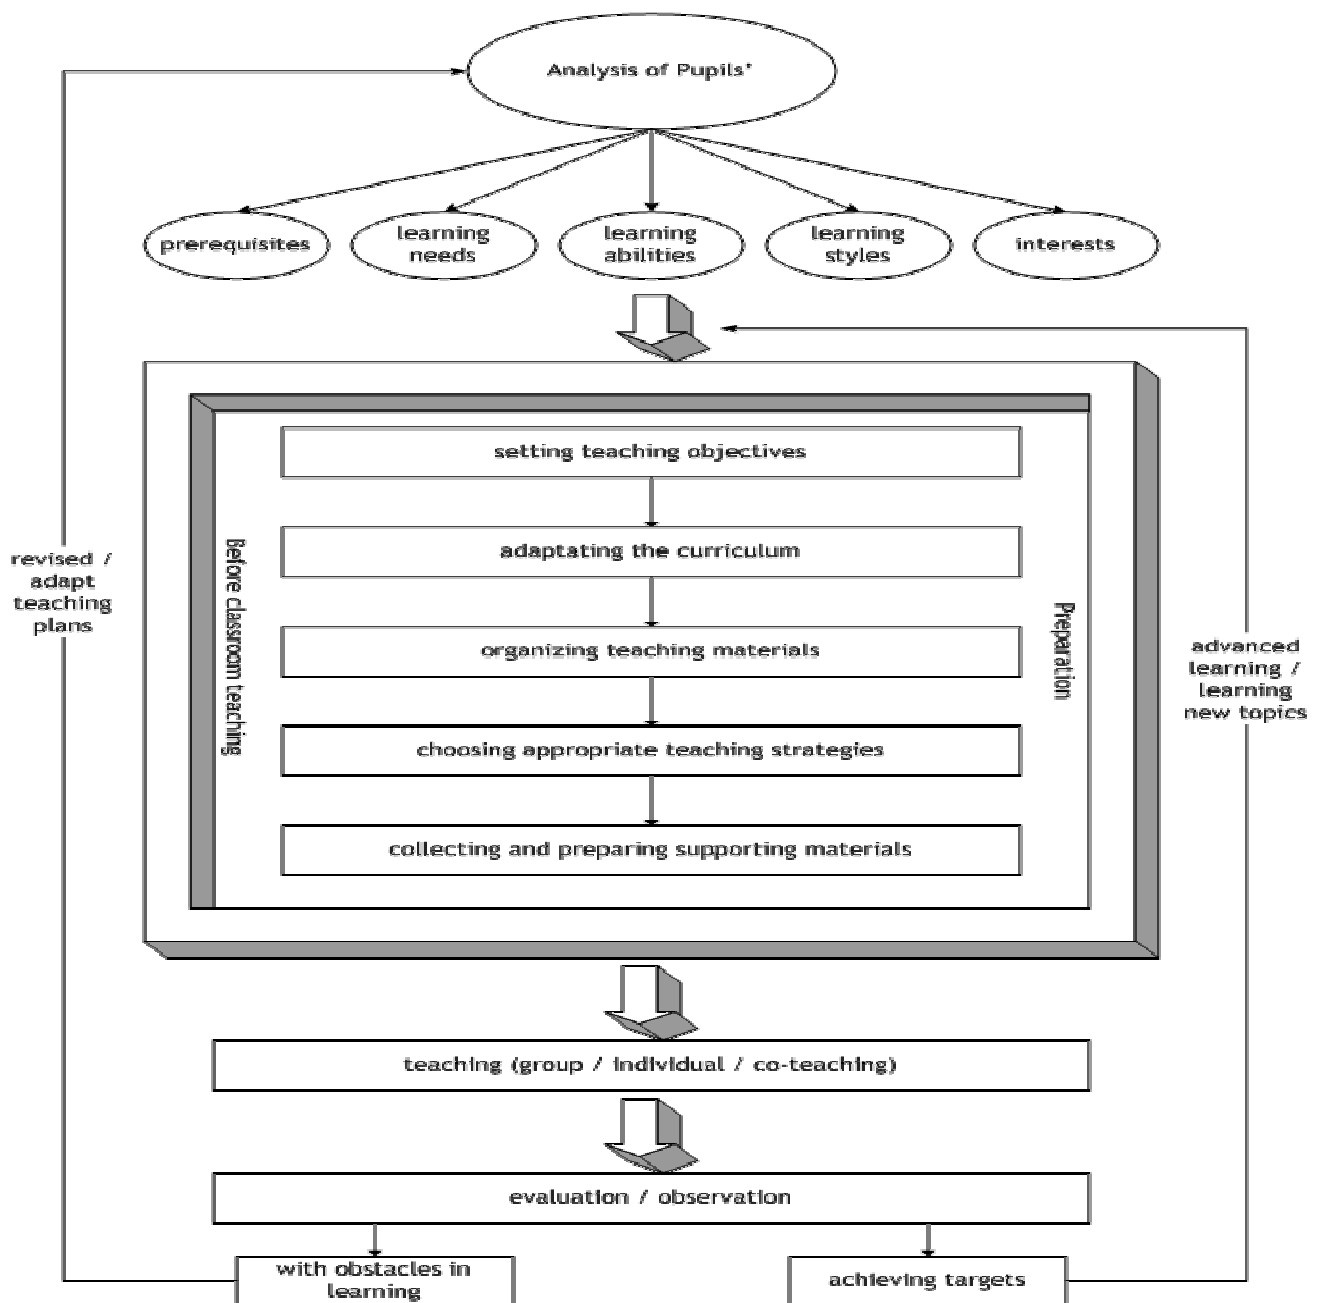 Analysis of Pupils'
prerequisites
learning
needs
learning
abilities
learning
styles
interests
setting teaching objectives
adaptating the curriculum
organizing teaching materials
choosing appropriate teaching strategies
collecting and preparing supporting materials
Before classroom teaching
Preparation
revised /
adapt
teaching
plans
advanced
learning /
learning
new topics
teaching (group / individual / co-teaching)
evaluation / observation
with obstacles in
learning
achieving targets